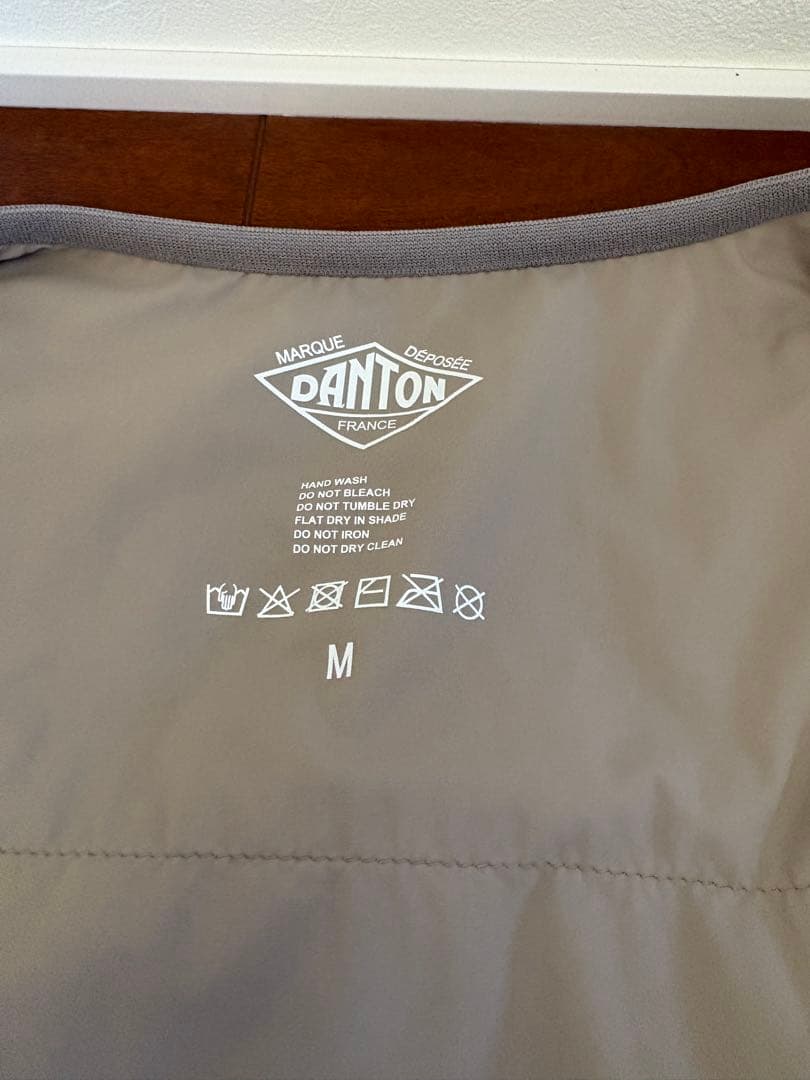 MARQUE DÉPOSÉE
DANTON
FRANCE
HAND WASH
DO NOT BLEACH
DO NOT TUMBLE DRY
FLAT DRY IN SHADE
DO NOT IRON
DO NOT DRY CLEAN
M